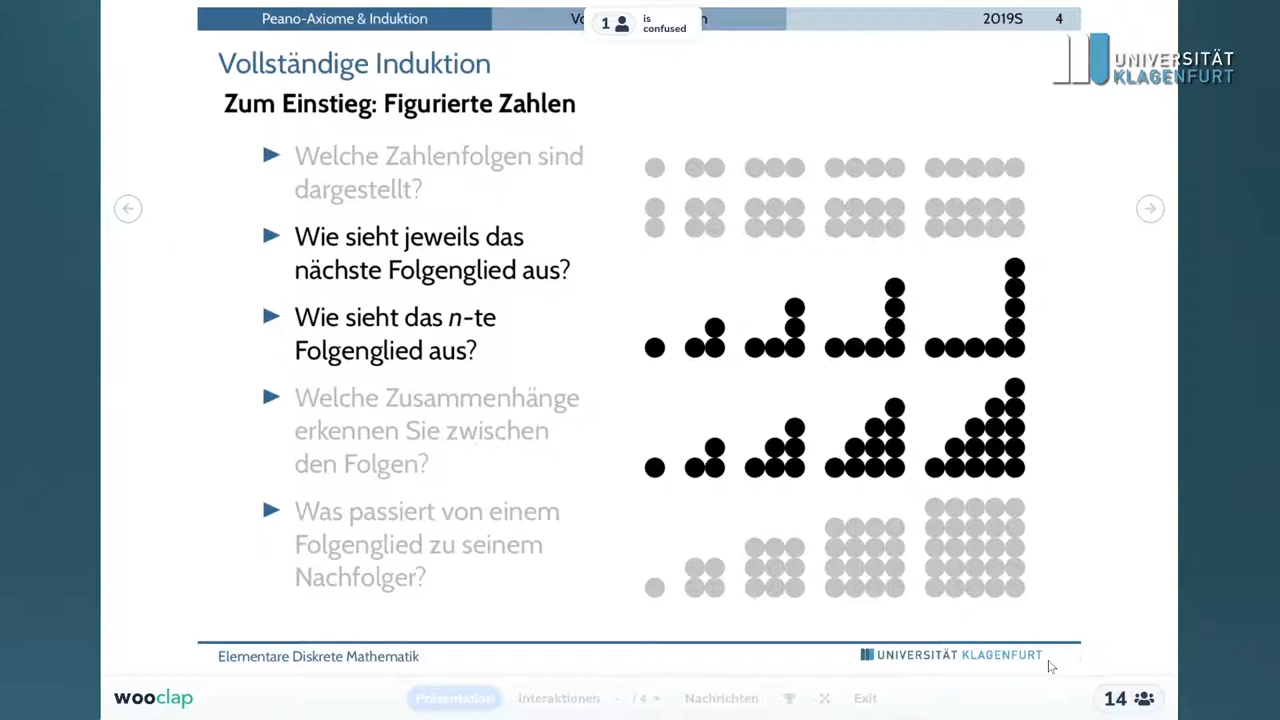 Peano-Axiome & Induktion
2019S 4
1 is confused
UNIVERSITÄT
KLAGENFURT
Vollständige Induktion
Zum Einstieg: Figurierte Zahlen
Welche Zahlenfolgen sind
dargestellt?
Wie sieht jeweils das
nächste Folgenglied aus?
Wie sieht das n-te
Folgenglied aus?
Welche Zusammenhänge
erkennen Sie zwischen
den Folgen?
Was passiert von einem
Folgenglied zu seinem
Nachfolger?
Elementare Diskrete Mathematik
UNIVERSITÄT KLAGENFURT
wooclap
Präsentation Interaktionen - / 4 Nachrichten Exit
14